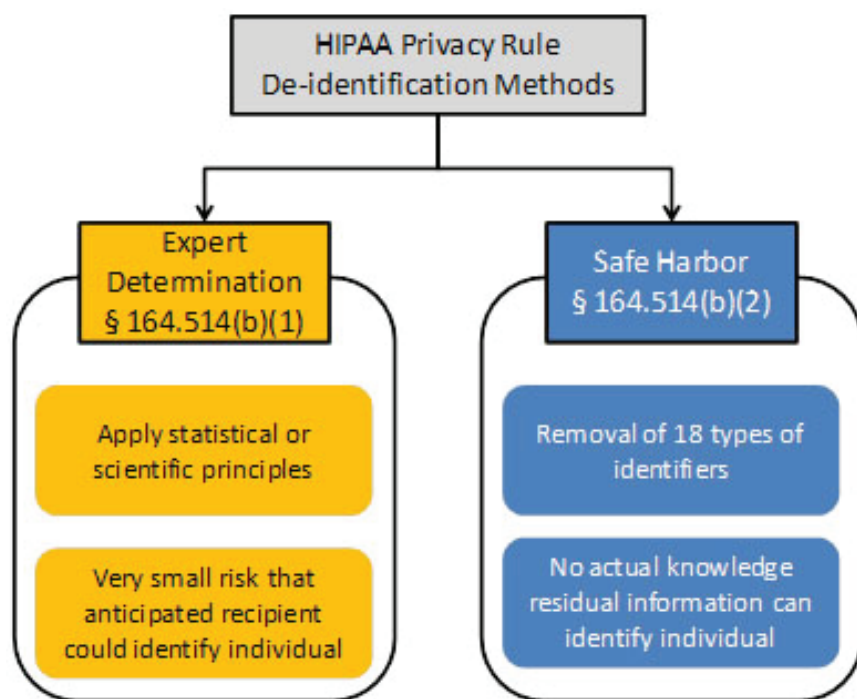 HIPAA Privacy Rule
De-identification Methods
Expert
Determination
§ 164.514(b)(1)
Apply statistical or
scientific principles
Very small risk that
anticipated recipient
could identify individual
Safe Harbor
§ 164.514(b)(2)
Removal of 18 types of
identifiers
No actual knowledge
residual information can
identify individual